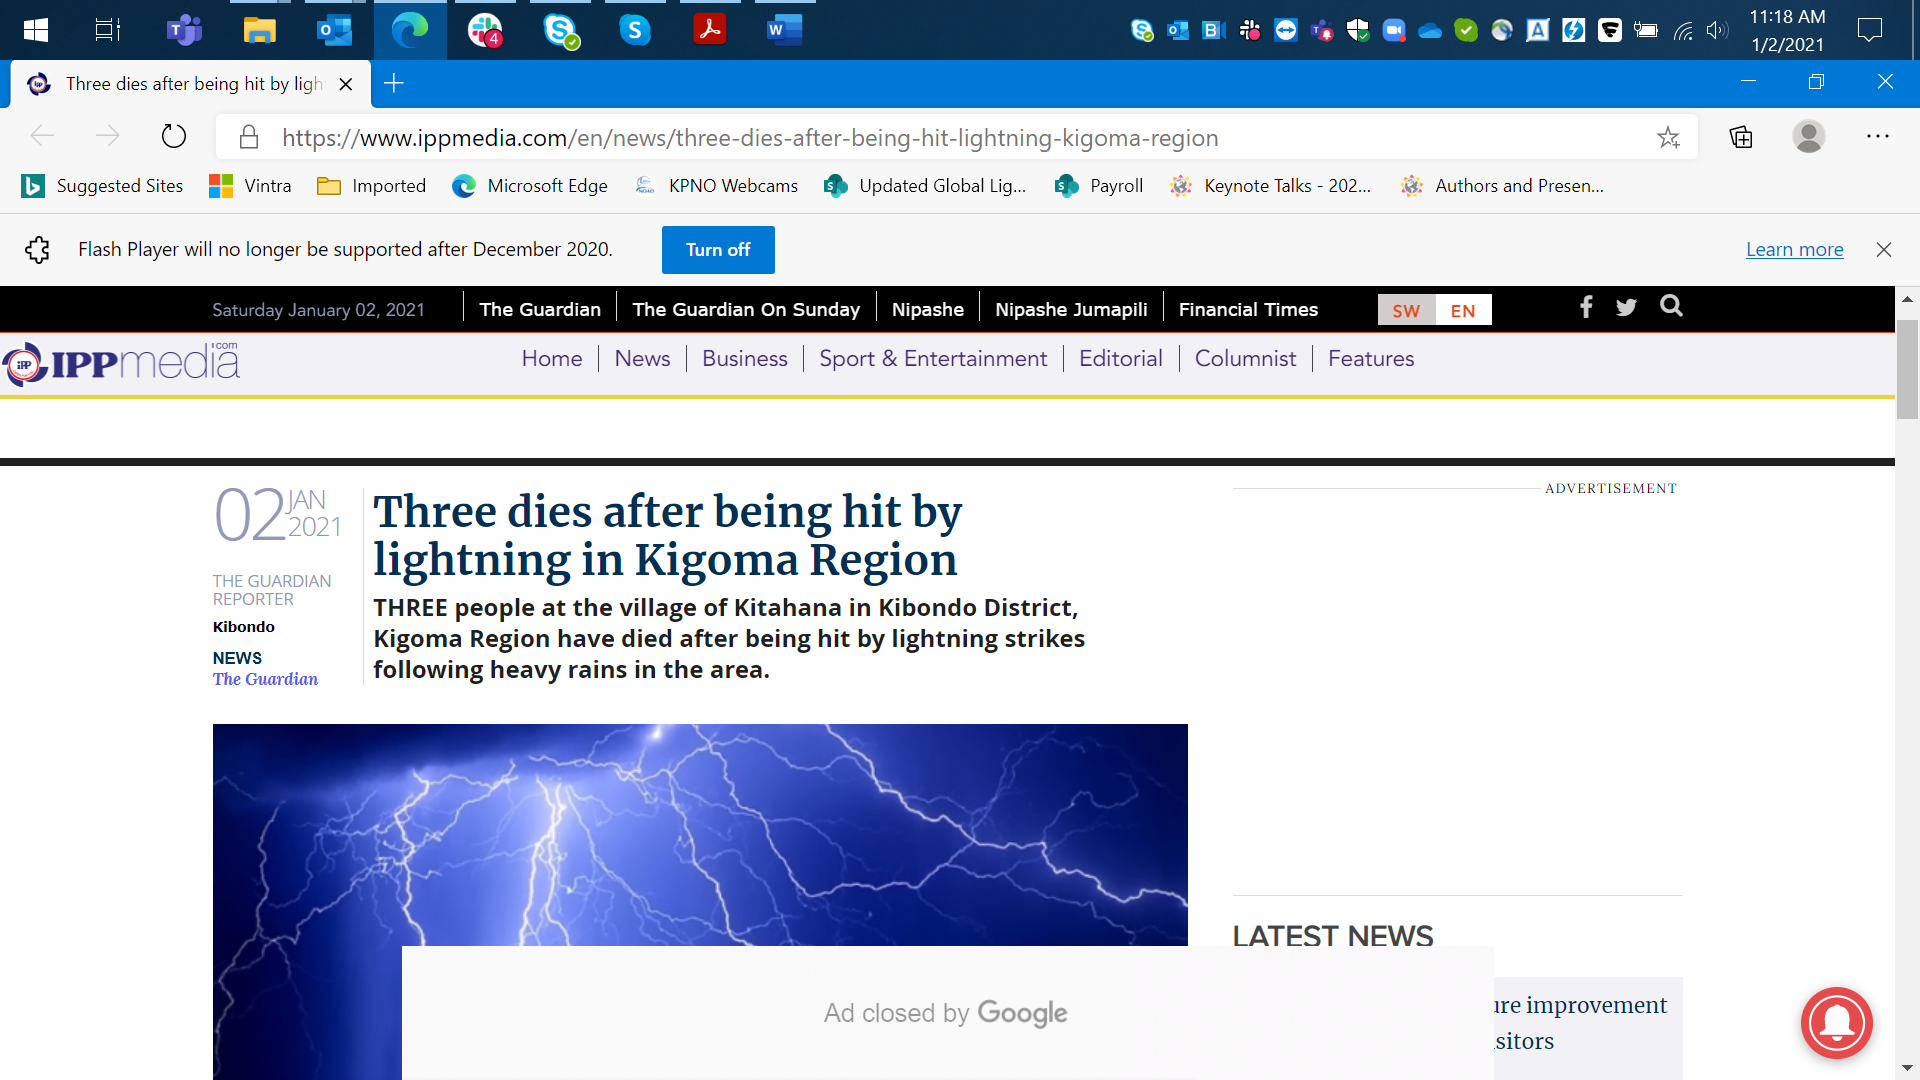 11:18 AM
1/2/2021
4
Three dies after being hit by ligh
https://www.ippmedia.com/en/news/three-dies-after-being-hit-lightning-kigoma-region
Suggested Sites Vintra Imported Microsoft Edge KPNO Webcams Updated Global Lig... Payroll Keynote Talks - 202... Authors and Presen...
Flash Player will no longer be supported after December 2020. Turn off Learn more
Saturday January 02, 2021 The Guardian The Guardian On Sunday Nipashe Nipashe Jumapili Financial Times SW EN
IPPmedia.com Home News Business Sport & Entertainment Editorial Columnist Features
02 JAN 2021
THE GUARDIAN
REPORTER
Kibondo
NEWS
The Guardian
Three dies after being hit by
lightning in Kigoma Region
THREE people at the village of Kitahana in Kibondo District,
Kigoma Region have died after being hit by lightning strikes
following heavy rains in the area.
ADVERTISEMENT
LATEST NEWS
ure improvement
isitors
Ad closed by Google